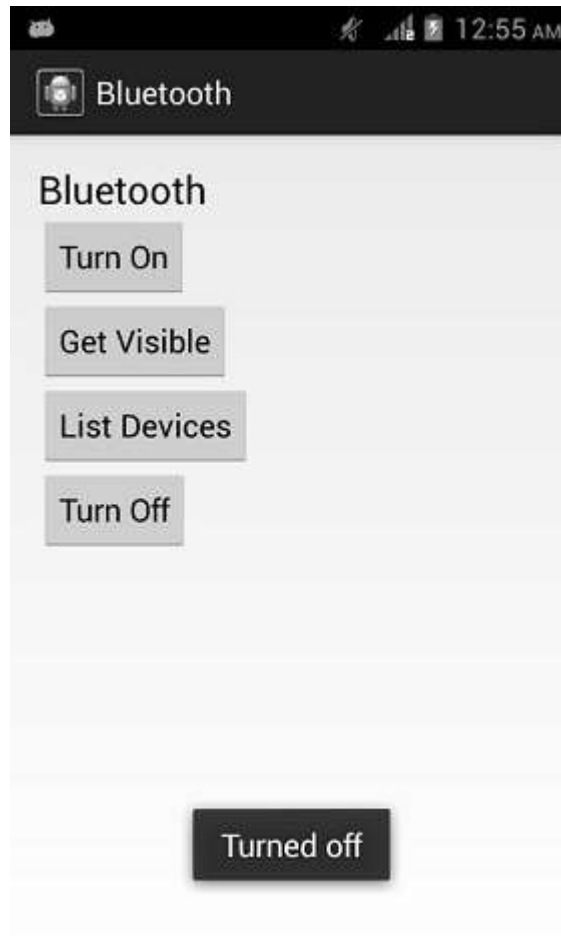 12:55 AM
Bluetooth
Bluetooth
Turn On
Get Visible
List Devices
Turn Off
Turned off